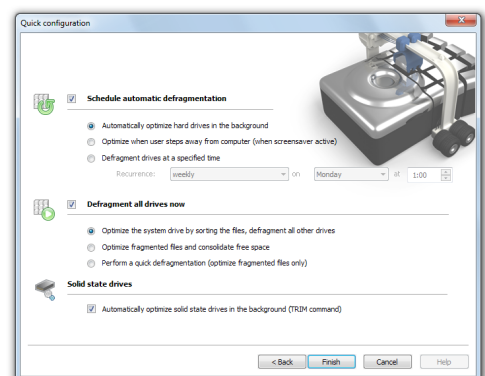 Quick configuration
Schedule automatic defragmentation
Automatically optimize hard drives in the background
Optimize when user steps away from computer (when screensaver active)
Defragment drives at a specified time
Recurrence: weekly on Monday at 1:00
Defragment all drives now
Optimize the system drive by sorting the files, defragment all other drives
Optimize fragmented files and consolidate free space
Perform a quick defragmentation (optimize fragmented files only)
Solid state drives
Automatically optimize solid state drives in the background (TRIM command)
< Back Finish Cancel Help